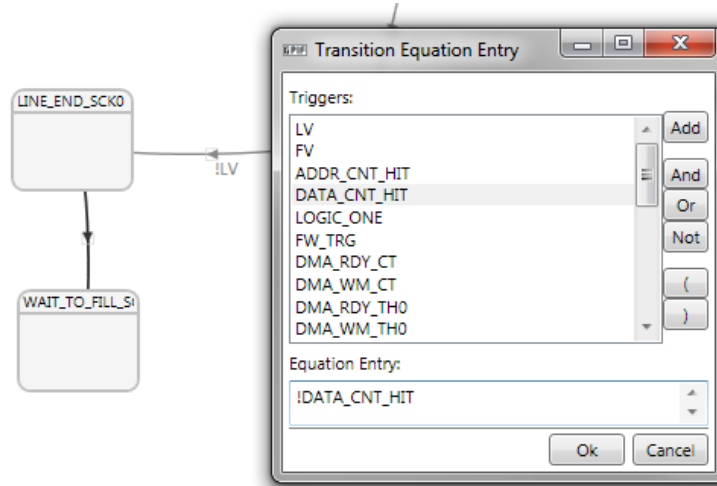 GPIF Transition Equation Entry
LINE_END_SCK0
!LV
WAIT_TO_FILL_S
Triggers:
LV
FV
ADDR_CNT_HIT
DATA_CNT_HIT
LOGIC_ONE
FW_TRG
DMA_RDY_CT
DMA_WM_CT
DMA_RDY_TH0
DMA_WM_TH0
Add
And
Or
Not
(
)
Equation Entry:
!DATA_CNT_HIT
Ok
Cancel